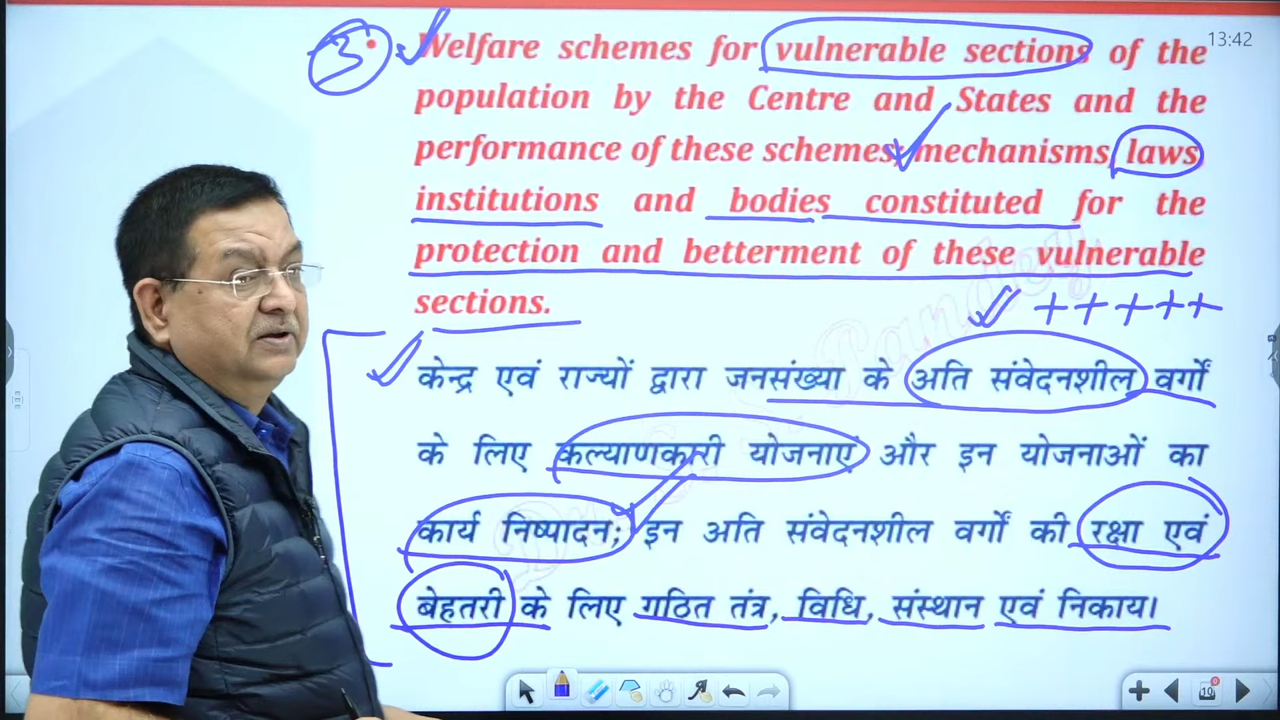 13:42
3.
Welfare schemes for vulnerable sections of the
population by the Centre and States and the
performance of these schemes; mechanisms, laws
institutions and bodies constituted for the
protection and betterment of these vulnerable
sections.
+ + + + +
केन्द्र एवं राज्यों द्वारा जनसंख्या के अति संवेदनशील वर्गों
के लिए कल्याणकारी योजनाएं और इन योजनाओं का
कार्य निष्पादन; इन अति संवेदनशील वर्गों की रक्षा एवं
बेहतरी के लिए गठित तंत्र, विधि, संस्थान एवं निकाय।
19